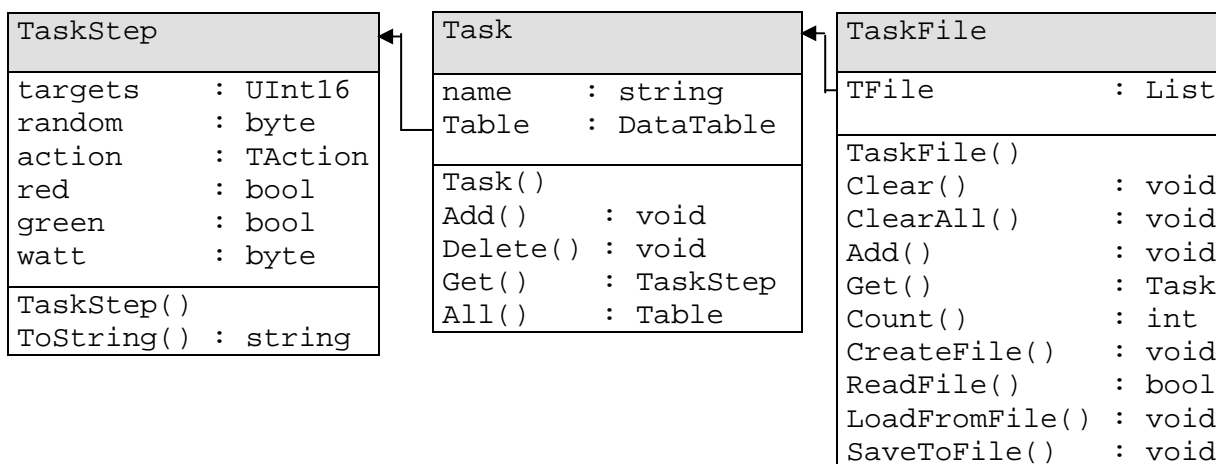 TaskStep
targets : UInt16
random : byte
action : TAction
red : bool
green : bool
watt : byte
TaskStep()
ToString() : string
Task
name : string
Table : DataTable
Task()
Add() : void
Delete() : void
Get() : TaskStep
All() : Table
TaskFile
TFile : List
TaskFile()
Clear() : void
ClearAll() : void
Add() : void
Get() : Task
Count() : int
CreateFile() : void
ReadFile() : bool
LoadFromFile() : void
SaveToFile() : void